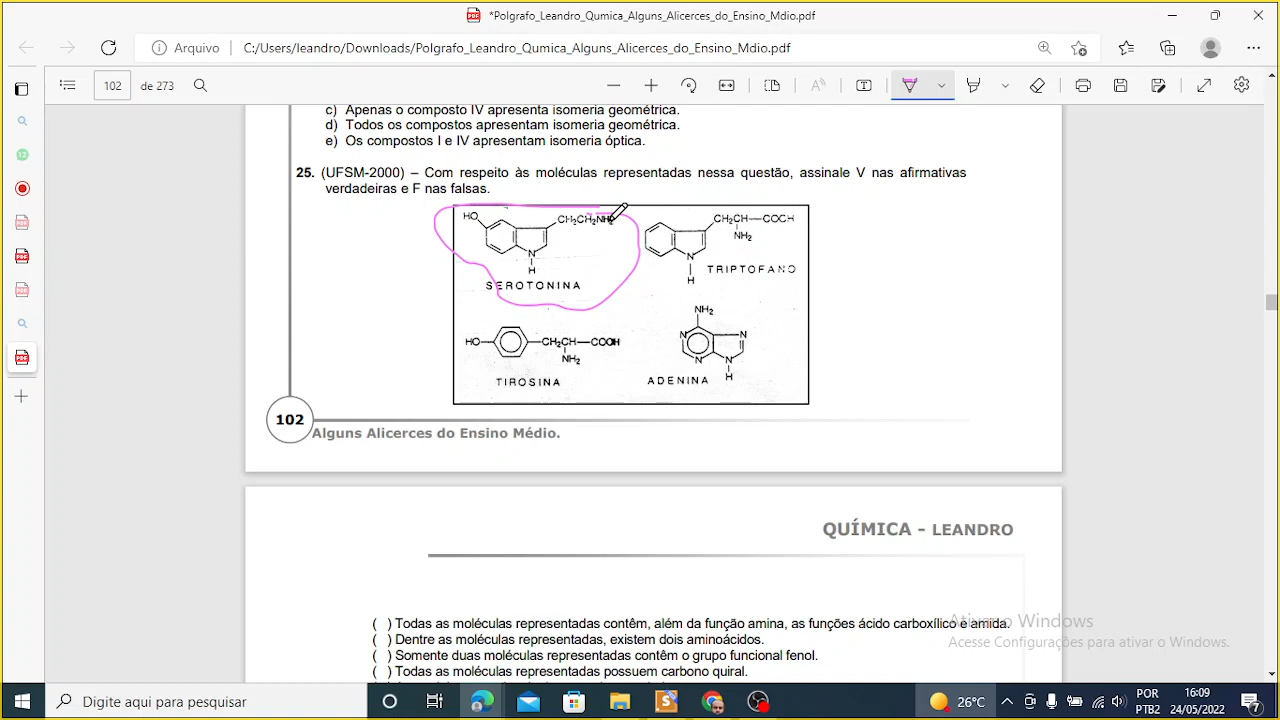 *Polgrafo_Leandro_Qumica_Alguns_Alicerces_do_Ensino_Mdio.pdf
Arquivo
C:/Users/leandro/Downloads/Polgrafo_Leandro_Qumica_Alguns_Alicerces_do_Ensino_Mdio.pdf
102 de 273
c) Apenas o composto IV apresenta isomeria geométrica.
d) Todos os compostos apresentam isomeria geométrica.
e) Os compostos I e IV apresentam isomeria óptica.
25. (UFSM-2000) – Com respeito às moléculas representadas nessa questão, assinale V nas afirmativas
verdadeiras e F nas falsas.
HO CH₂CH₂NH₂
N
H
SEROTONINA
CH₂CH—COOH
NH₂
N
H
TRIPTOFANO
HO CH₂CH—COOH
NH₂
TIROSINA
NH₂
N N
N N
H
ADENINA
102
Alguns Alicerces do Ensino Médio.
QUÍMICA - LEANDRO
( ) Todas as moléculas representadas contêm, além da função amina, as funções ácido carboxílico e amida.
( ) Dentre as moléculas representadas, existem dois aminoácidos.
( ) Somente duas moléculas representadas contêm o grupo funcional fenol.
( ) Todas as moléculas representadas possuem carbono quiral.
Ativar o Windows
Acesse Configurações para ativar o Windows.
Digite aqui para pesquisar
26°C
POR
PTB2
16:09
24/05/2022
7